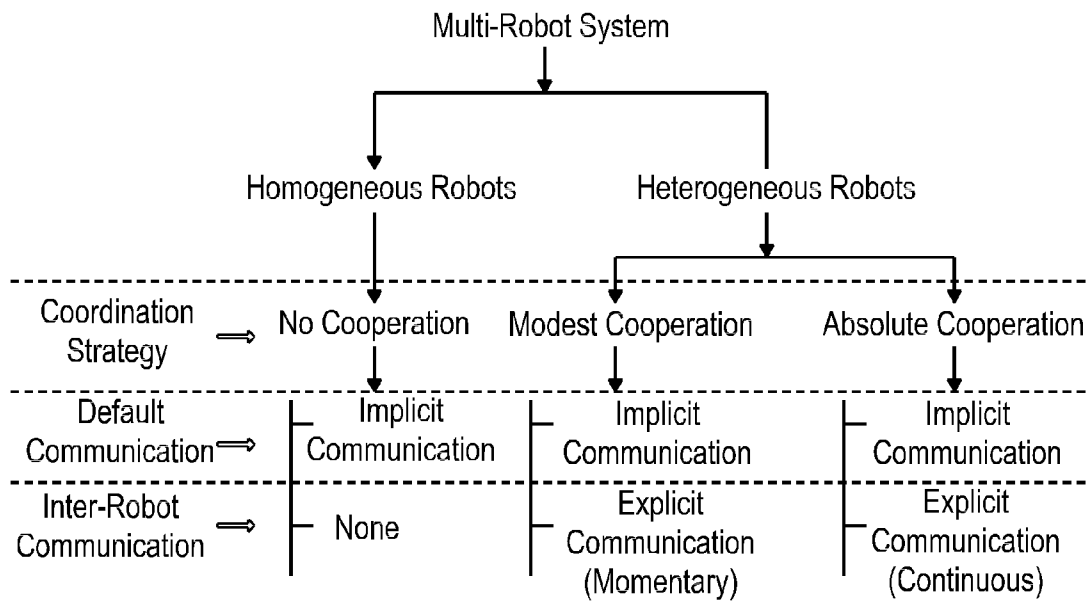 Multi-Robot System
Homogeneous Robots
Heterogeneous Robots
Coordination
Strategy
No Cooperation
Modest Cooperation
Absolute Cooperation
Default
Communication
Implicit
Communication
Implicit
Communication
Implicit
Communication
Inter-Robot
Communication
None
Explicit
Communication
(Momentary)
Explicit
Communication
(Continuous)